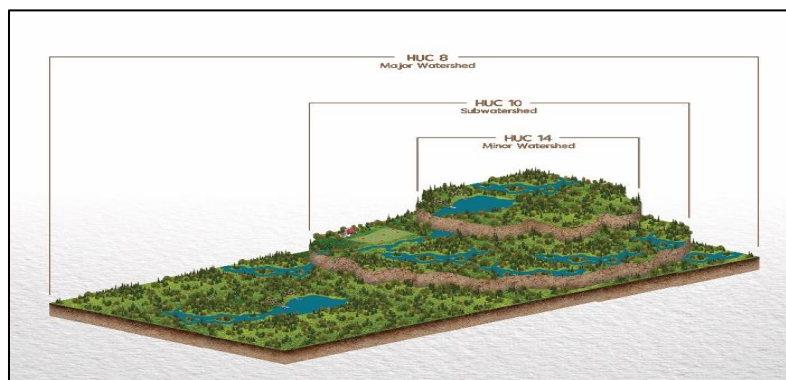 HUC 8
Major Watershed
HUC 10
Subwatershed
HUC 14
Minor Watershed